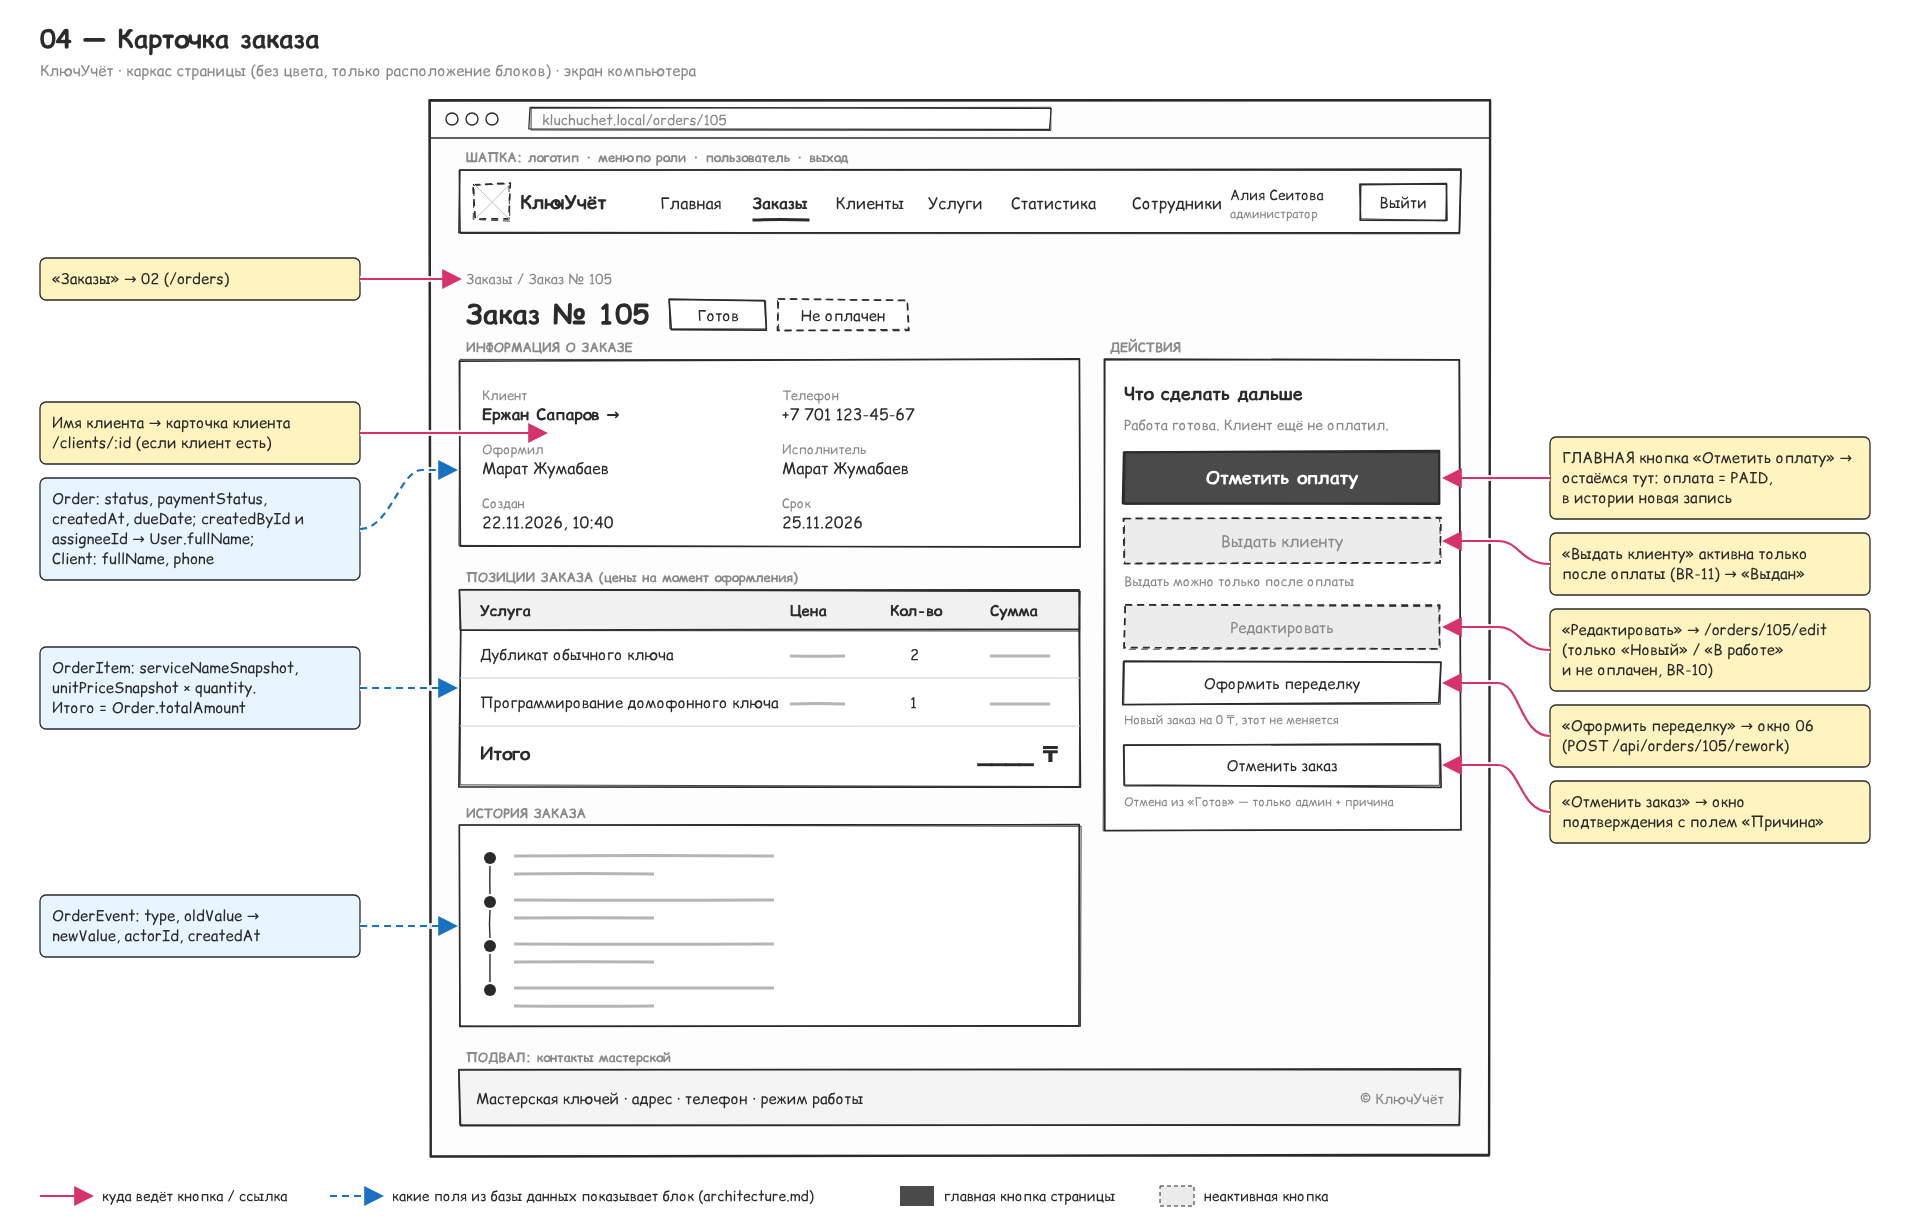 04 — Карточка заказа
КлючУчёт · каркас страницы (без цвета, только расположение блоков) · экран компьютера
kluchuchet.local/orders/105
ШАПКА: логотип · меню по роли · пользователь · выход
КлючУчёт
Главная
Заказы
Клиенты
Услуги
Статистика
Сотрудники
Алия Сеитова
администратор
Выйти
«Заказы» → 02 (/orders)
Заказы / Заказ № 105
Заказ № 105
Готов
Не оплачен
ИНФОРМАЦИЯ О ЗАКАЗЕ
Клиент
Ержан Сапаров →
Телефон
+7 701 123-45-67
Оформил
Марат Жумабаев
Исполнитель
Марат Жумабаев
Создан
22.11.2026, 10:40
Срок
25.11.2026
Имя клиента → карточка клиента
/clients/:id (если клиент есть)
Order: status, paymentStatus,
createdAt, dueDate; createdById и
assigneeId → User.fullName;
Client: fullName, phone
ПОЗИЦИИ ЗАКАЗА (цены на момент оформления)
Услуга Цена Кол-во Сумма
Дубликат обычного ключа 2
Программирование домофонного ключа 1
Итого ₸
OrderItem: serviceNameSnapshot,
unitPriceSnapshot × quantity.
Итого = Order.totalAmount
ИСТОРИЯ ЗАКАЗА
OrderEvent: type, oldValue →
newValue, actorId, createdAt
ДЕЙСТВИЯ
Что сделать дальше
Работа готова. Клиент ещё не оплатил.
Отметить оплату
Выдать клиенту
Выдать можно только после оплаты
Редактировать
Оформить переделку
Новый заказ на 0 ₸, этот не меняется
Отменить заказ
Отмена из «Готов» — только админ + причина
ГЛАВНАЯ кнопка «Отметить оплату» →
остаёмся тут: оплата = PAID,
в истории новая запись
«Выдать клиенту» активна только
после оплаты (BR-11) → «Выдан»
«Редактировать» → /orders/105/edit
(только «Новый» / «В работе»
и не оплачен, BR-10)
«Оформить переделку» → окно 06
(POST /api/orders/105/rework)
«Отменить заказ» → окно
подтверждения с полем «Причина»
ПОДВАЛ: контакты мастерской
Мастерская ключей · адрес · телефон · режим работы
© КлючУчёт
куда ведёт кнопка / ссылка
какие поля из базы данных показывает блок (architecture.md)
главная кнопка страницы
неактивная кнопка